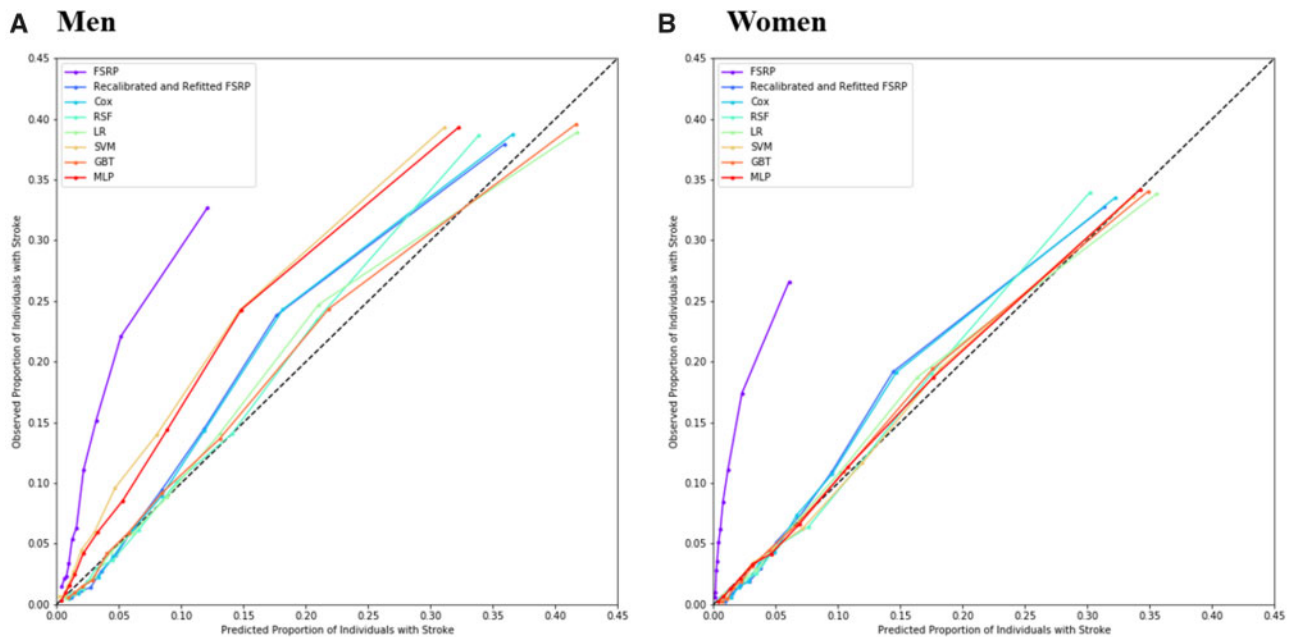 A Men
Observed Proportion of Individuals with Stroke
0.45
0.40
0.35
0.30
0.25
0.20
0.15
0.10
0.05
0.00
FSRP
Recalibrated and Refitted FSRP
Cox
RSF
LR
SVM
GBT
MLP
0.00 0.05 0.10 0.15 0.20 0.25 0.30 0.35 0.40 0.45
Predicted Proportion of Individuals with Stroke
B Women
Observed Proportion of Individuals with Stroke
0.45
0.40
0.35
0.30
0.25
0.20
0.15
0.10
0.05
0.00
FSRP
Recalibrated and Refitted FSRP
Cox
RSF
LR
SVM
GBT
MLP
0.00 0.05 0.10 0.15 0.20 0.25 0.30 0.35 0.40 0.45
Predicted Proportion of Individuals with Stroke